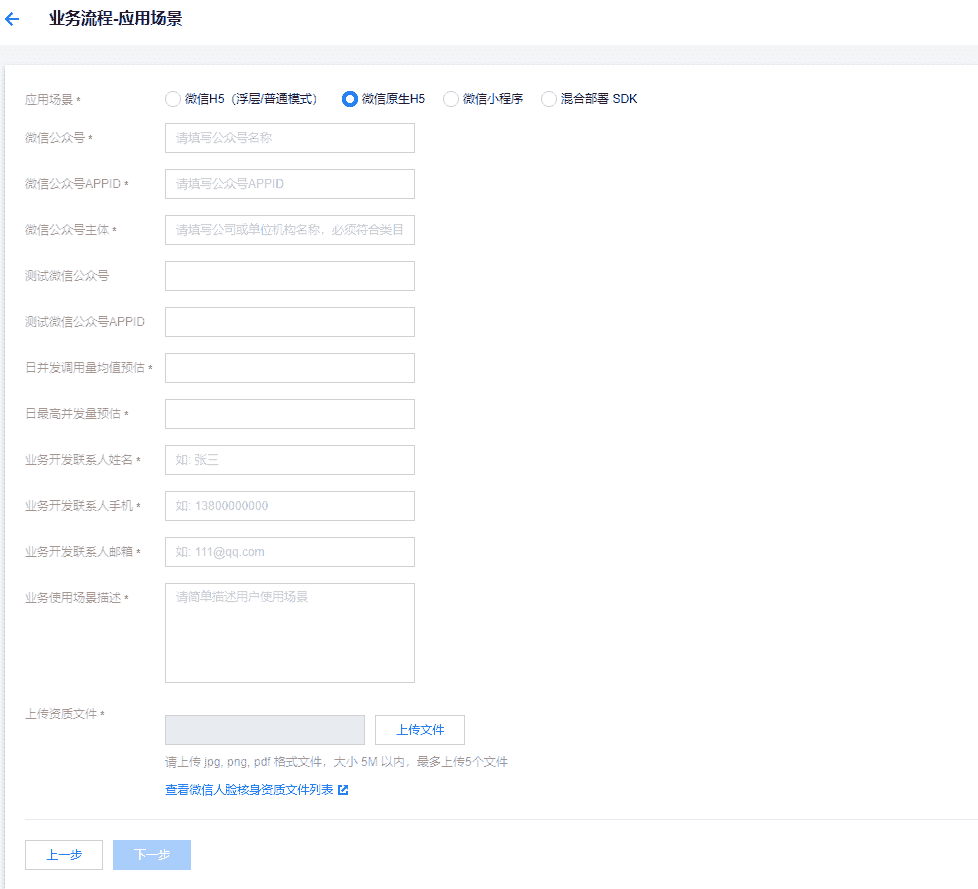 业务流程-应用场景
应用场景 * 微信H5（浮层/普通模式） 微信原生H5 微信小程序 混合部署 SDK
微信公众号 * 请填写公众号名称
微信公众号APPID * 请填写公众号APPID
微信公众号主体 * 请填写公司或单位机构名称，必须符合类目
测试微信公众号
测试微信公众号APPID
日并发调用量均值预估 *
日最高并发量预估 *
业务开发联系人姓名 * 如: 张三
业务开发联系人手机 * 如: 13800000000
业务开发联系人邮箱 * 如: 111@qq.com
业务使用场景描述 * 请简单描述用户使用场景
上传资质文件 *
上传文件
请上传 jpg, png, pdf 格式文件，大小 5M 以内，最多上传5个文件
查看微信人脸核身资质文件列表
上一步 下一步